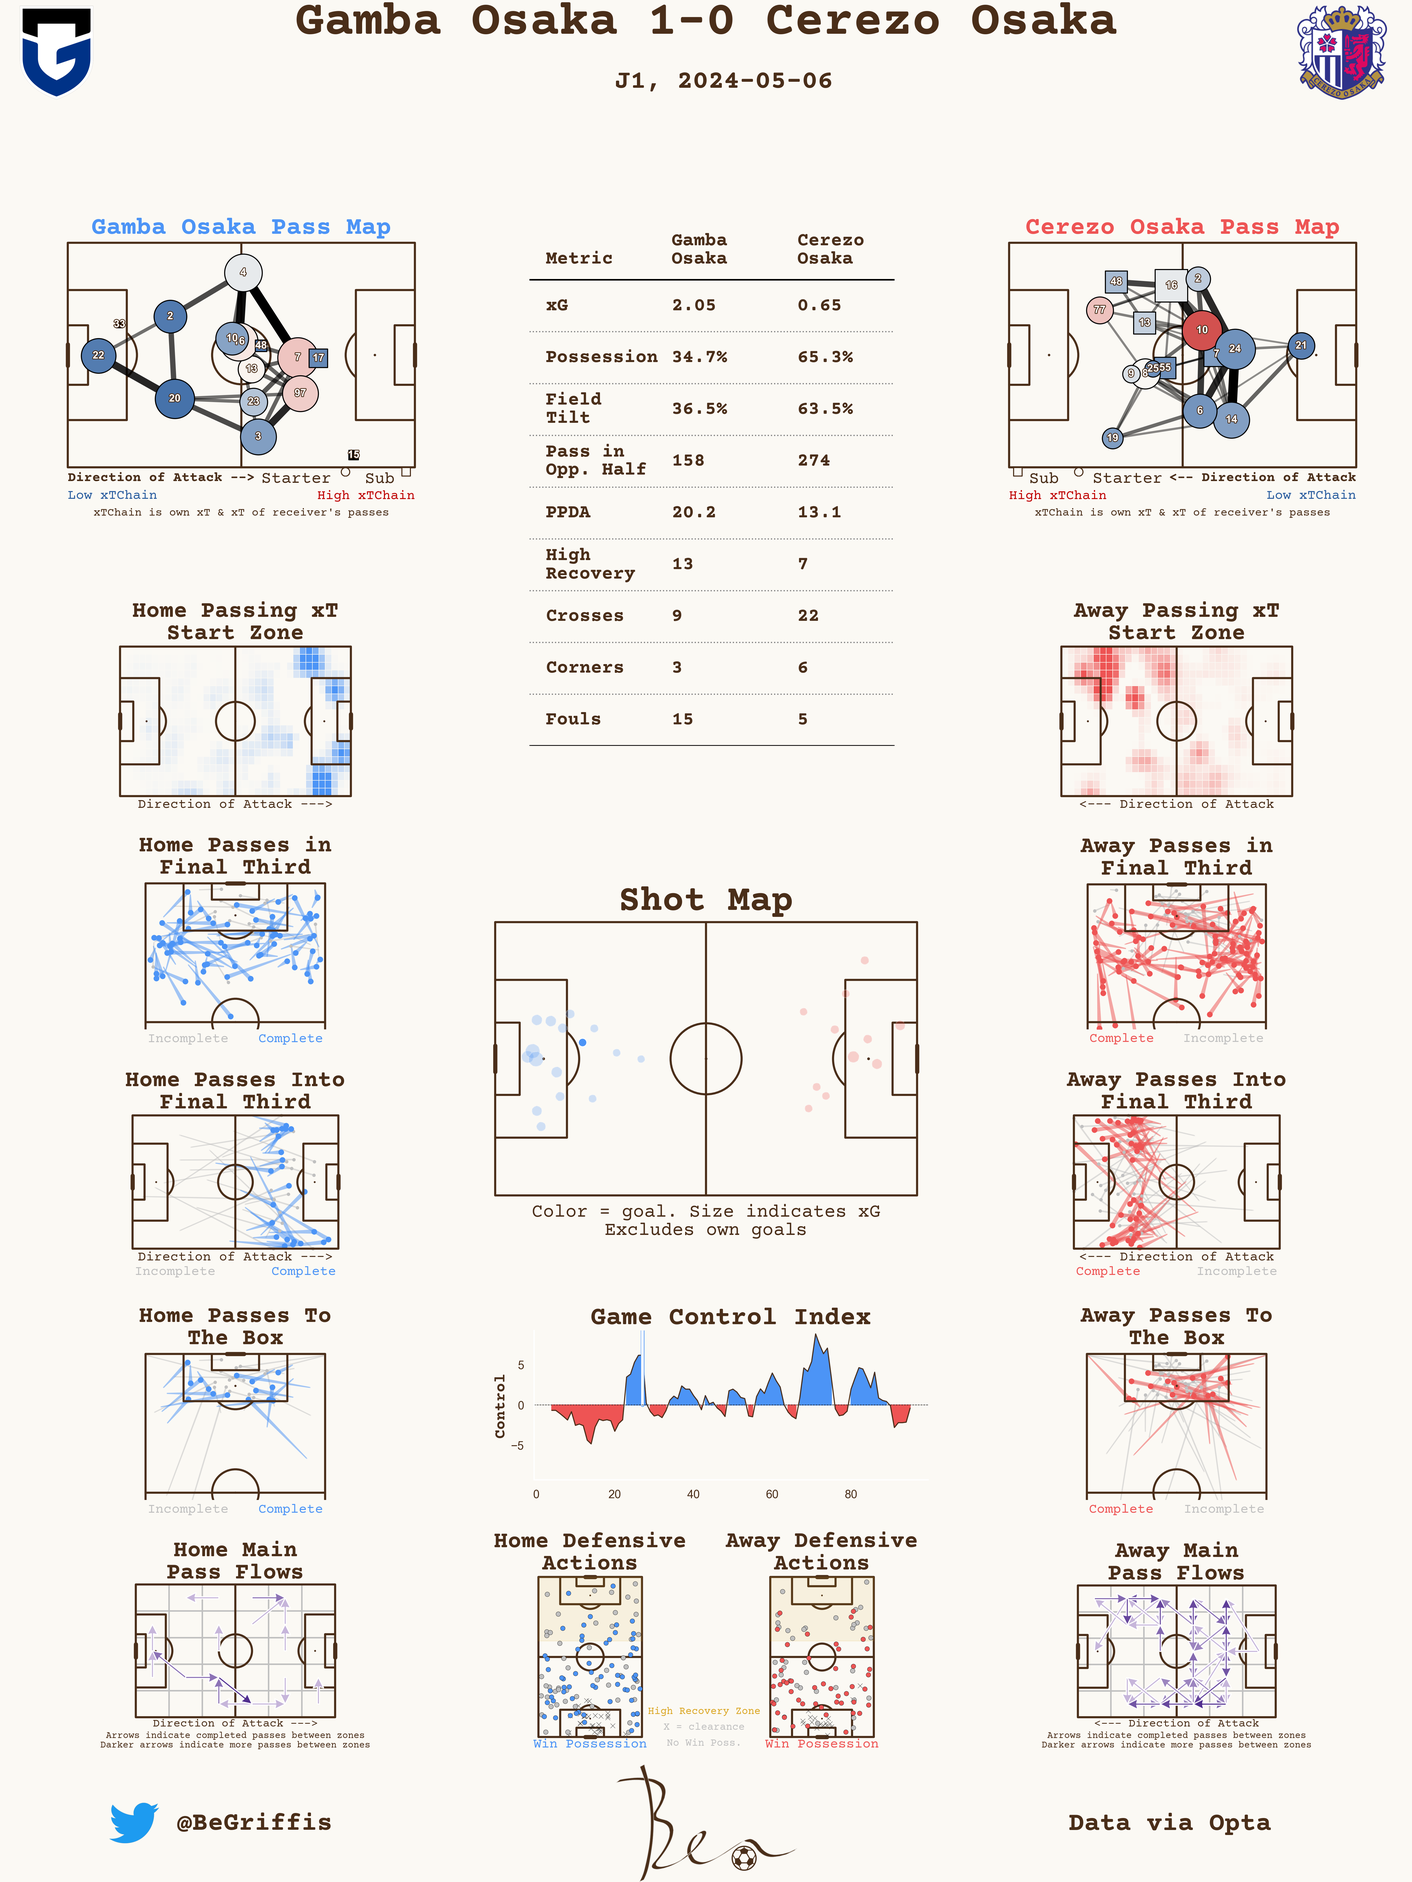 Gamba Osaka 1-0 Cerezo Osaka
J1, 2024-05-06
CEREZO OSAKA
Gamba Osaka Pass Map
4
2
33
10
6
48
22
7
17
13
97
20
23
3
15
Direction of Attack --> Starter Sub
Low xTChain High xTChain
xTChain is own xT & xT of receiver's passes
Metric Gamba Osaka Cerezo Osaka
xG 2.05 0.65
Possession 34.7% 65.3%
Field Tilt 36.5% 63.5%
Pass in Opp. Half 158 274
PPDA 20.2 13.1
High Recovery 13 7
Crosses 9 22
Corners 3 6
Fouls 15 5
Cerezo Osaka Pass Map
48
16
2
77
13
10
7
24
21
9
8
25
55
6
14
19
Sub Starter <-- Direction of Attack
High xTChain Low xTChain
xTChain is own xT & xT of receiver's passes
Home Passing xT
Start Zone
Direction of Attack --->
Away Passing xT
Start Zone
<--- Direction of Attack
Home Passes in
Final Third
Incomplete Complete
Away Passes in
Final Third
Complete Incomplete
Shot Map
Color = goal. Size indicates xG
Excludes own goals
Home Passes Into
Final Third
Direction of Attack --->
Incomplete Complete
Away Passes Into
Final Third
<--- Direction of Attack
Complete Incomplete
Home Passes To
The Box
Incomplete Complete
Game Control Index
Control
5
0
−5
0 20 40 60 80
Away Passes To
The Box
Complete Incomplete
Home Main
Pass Flows
Direction of Attack --->
Arrows indicate completed passes between zones
Darker arrows indicate more passes between zones
Home Defensive
Actions
Win Possession
High Recovery Zone
X = clearance
No Win Poss.
Away Defensive
Actions
Win Possession
Away Main
Pass Flows
<--- Direction of Attack
Arrows indicate completed passes between zones
Darker arrows indicate more passes between zones
@BeGriffis
Ben
Data via Opta